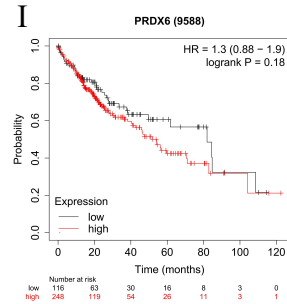 I
PRDX6 (9588)
HR = 1.3 (0.88 − 1.9)
logrank P = 0.18
Probability
1.0
0.8
0.6
0.4
0.2
0.0
Expression
low
high
0 20 40 60 80 100 120
Time (months)
Number at risk
low 116 63 30 16 8 3 0
high 248 119 54 26 11 3 1